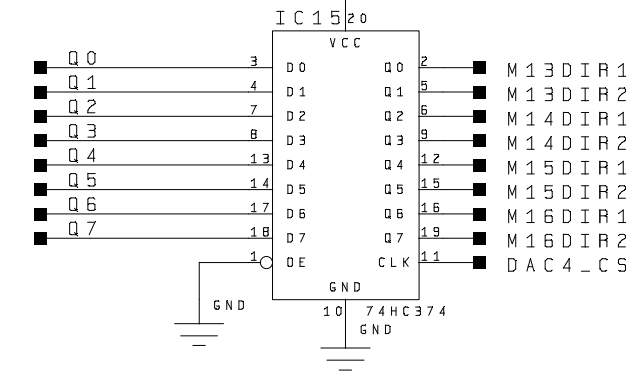 IC15 20
VCC
Q0 3 D0 Q0 2 M13DIR1
Q1 4 D1 Q1 5 M13DIR2
Q2 7 D2 Q2 6 M14DIR1
Q3 8 D3 Q3 9 M14DIR2
Q4 13 D4 Q4 12 M15DIR1
Q5 14 D5 Q5 15 M15DIR2
Q6 17 D6 Q6 16 M16DIR1
Q7 18 D7 Q7 19 M16DIR2
1 OE CLK 11 DAC4_CS
GND
GND
10 74HC374
GND